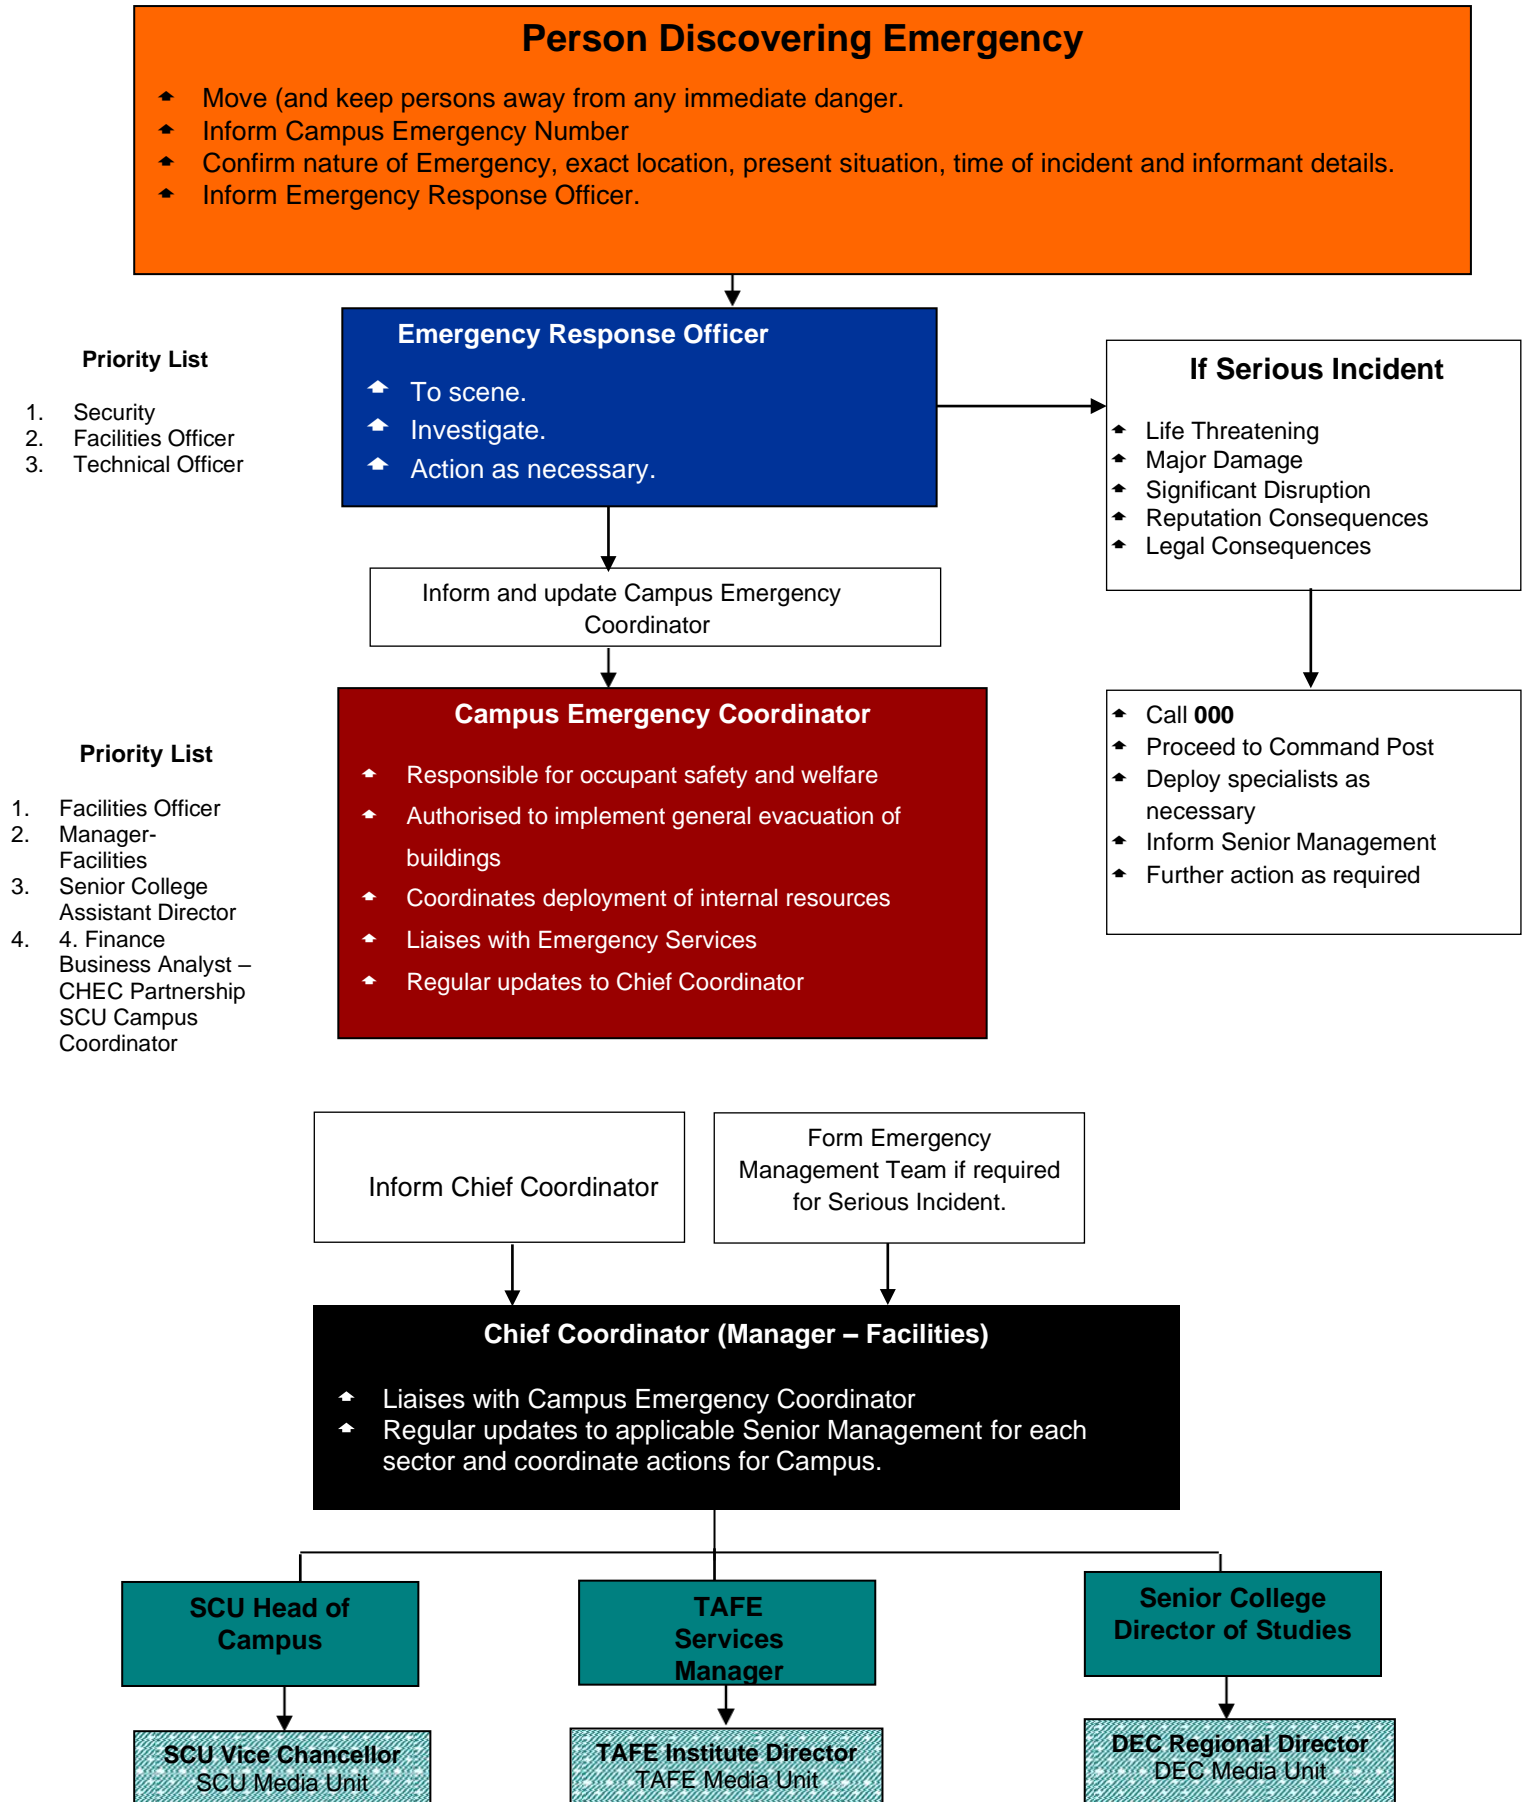 Person Discovering Emergency
Move (and keep persons away from any immediate danger.
Inform Campus Emergency Number
Confirm nature of Emergency, exact location, present situation, time of incident and informant details.
Inform Emergency Response Officer.
Priority List
1. Security
2. Facilities Officer
3. Technical Officer
Emergency Response Officer
To scene.
Investigate.
Action as necessary.
If Serious Incident
Life Threatening
Major Damage
Significant Disruption
Reputation Consequences
Legal Consequences
Inform and update Campus Emergency
Coordinator
Priority List
1. Facilities Officer
2. Manager-
Facilities
3. Senior College
Assistant Director
4. 4. Finance
Business Analyst –
CHEC Partnership
SCU Campus
Coordinator
Campus Emergency Coordinator
Responsible for occupant safety and welfare
Authorised to implement general evacuation of
buildings
Coordinates deployment of internal resources
Liaises with Emergency Services
Regular updates to Chief Coordinator
Call 000
Proceed to Command Post
Deploy specialists as
necessary
Inform Senior Management
Further action as required
Inform Chief Coordinator
Form Emergency
Management Team if required
for Serious Incident.
Chief Coordinator (Manager – Facilities)
Liaises with Campus Emergency Coordinator
Regular updates to applicable Senior Management for each
sector and coordinate actions for Campus.
SCU Head of
Campus
TAFE
Services
Manager
Senior College
Director of Studies
SCU Vice Chancellor
SCU Media Unit
TAFE Institute Director
TAFE Media Unit
DEC Regional Director
DEC Media Unit